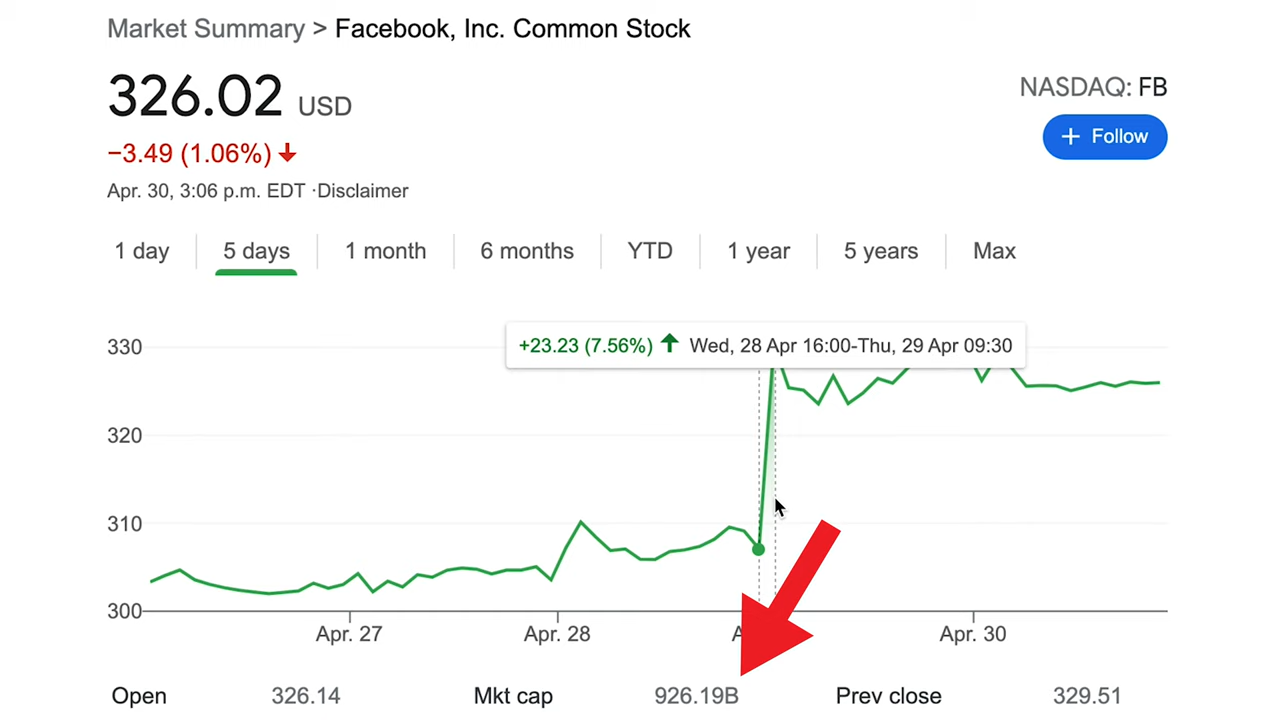 Market Summary > Facebook, Inc. Common Stock
326.02 USD
NASDAQ: FB
+ Follow
−3.49 (1.06%)
Apr. 30, 3:06 p.m. EDT ·Disclaimer
1 day 5 days 1 month 6 months YTD 1 year 5 years Max
+23.23 (7.56%) Wed, 28 Apr 16:00-Thu, 29 Apr 09:30
330
320
310
300
Apr. 27 Apr. 28 Apr. 30
Open 326.14 Mkt cap 926.19B Prev close 329.51